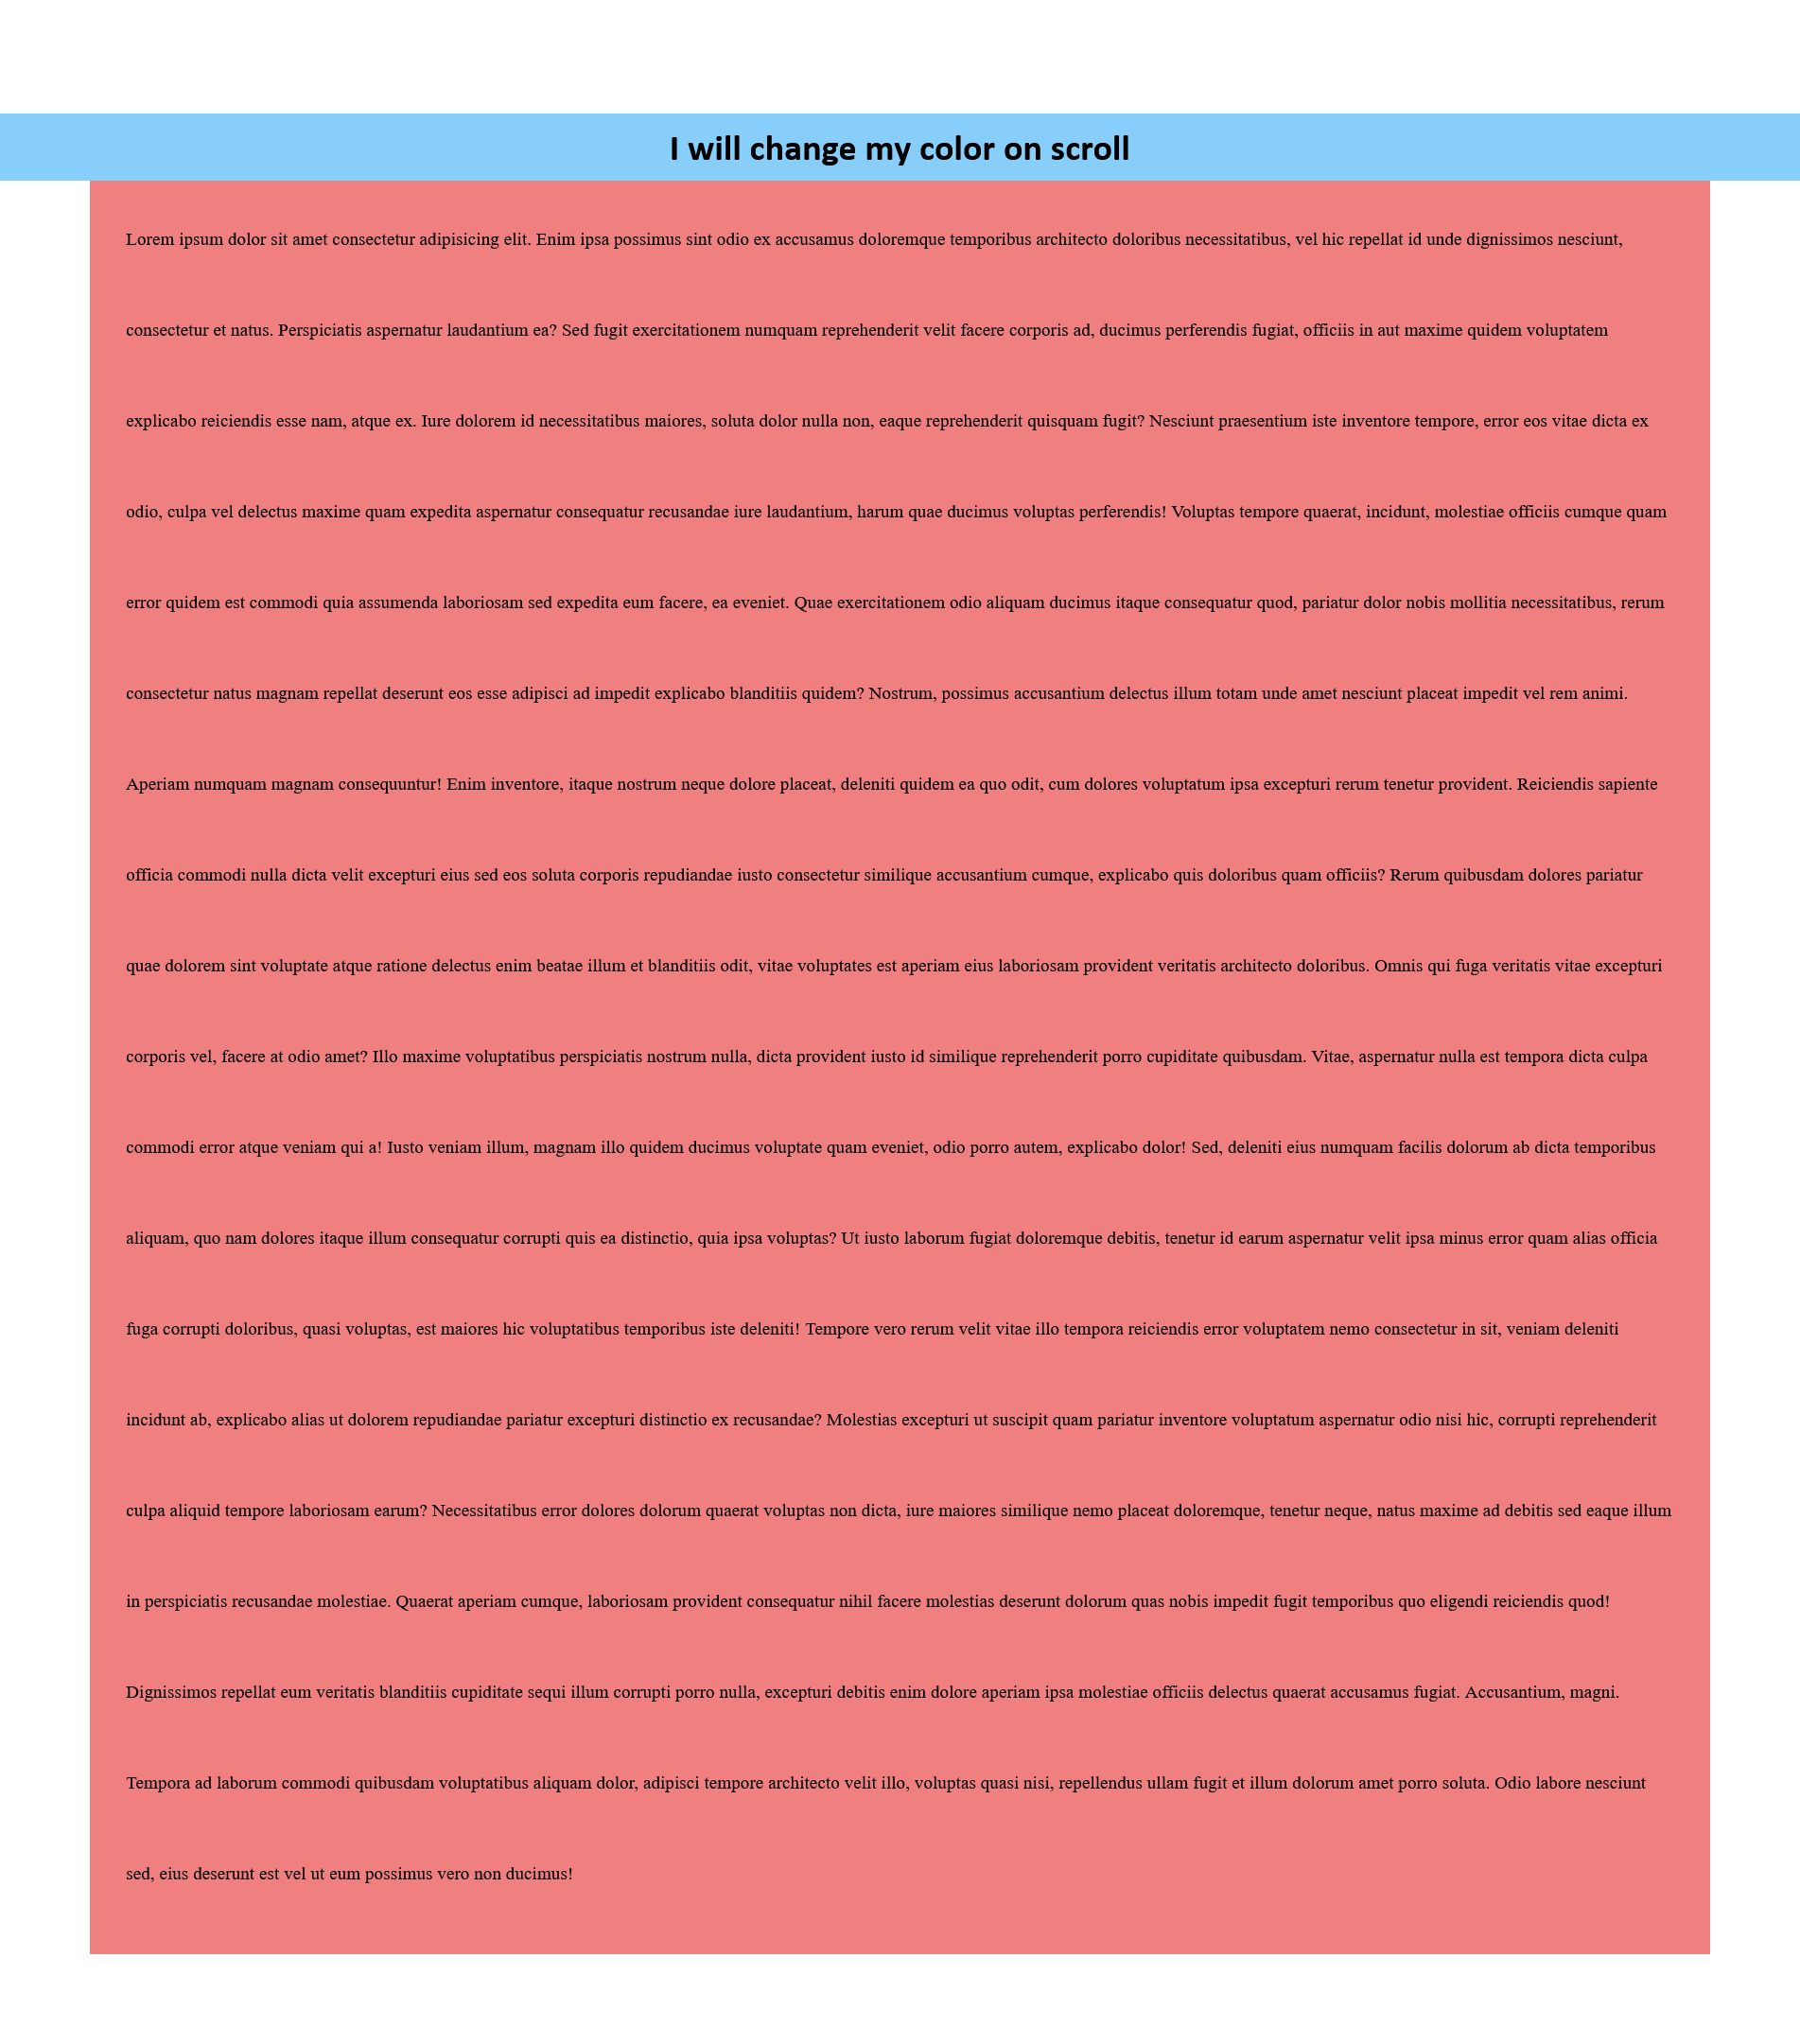 I will change my color on scroll
Lorem ipsum dolor sit amet consectetur adipisicing elit. Enim ipsa possimus sint odio ex accusamus doloremque temporibus architecto doloribus necessitatibus, vel hic repellat id unde dignissimos nesciunt,
consectetur et natus. Perspiciatis aspernatur laudantium ea? Sed fugit exercitationem numquam reprehenderit velit facere corporis ad, ducimus perferendis fugiat, officiis in aut maxime quidem voluptatem
explicabo reiciendis esse nam, atque ex. Iure dolorem id necessitatibus maiores, soluta dolor nulla non, eaque reprehenderit quisquam fugit? Nesciunt praesentium iste inventore tempore, error eos vitae dicta ex
odio, culpa vel delectus maxime quam expedita aspernatur consequatur recusandae iure laudantium, harum quae ducimus voluptas perferendis! Voluptas tempore quaerat, incidunt, molestiae officiis cumque quam
error quidem est commodi quia assumenda laboriosam sed expedita eum facere, ea eveniet. Quae exercitationem odio aliquam ducimus itaque consequatur quod, pariatur dolor nobis mollitia necessitatibus, rerum
consectetur natus magnam repellat deserunt eos esse adipisci ad impedit explicabo blanditiis quidem? Nostrum, possimus accusantium delectus illum totam unde amet nesciunt placeat impedit vel rem animi.
Aperiam numquam magnam consequuntur! Enim inventore, itaque nostrum neque dolore placeat, deleniti quidem ea quo odit, cum dolores voluptatum ipsa excepturi rerum tenetur provident. Reiciendis sapiente
officia commodi nulla dicta velit excepturi eius sed eos soluta corporis repudiandae iusto consectetur similique accusantium cumque, explicabo quis doloribus quam officiis? Rerum quibusdam dolores pariatur
quae dolorem sint voluptate atque ratione delectus enim beatae illum et blanditiis odit, vitae voluptates est aperiam eius laboriosam provident veritatis architecto doloribus. Omnis qui fuga veritatis vitae excepturi
corporis vel, facere at odio amet? Illo maxime voluptatibus perspiciatis nostrum nulla, dicta provident iusto id similique reprehenderit porro cupiditate quibusdam. Vitae, aspernatur nulla est tempora dicta culpa
commodi error atque veniam qui a! Iusto veniam illum, magnam illo quidem ducimus voluptate quam eveniet, odio porro autem, explicabo dolor! Sed, deleniti eius numquam facilis dolorum ab dicta temporibus
aliquam, quo nam dolores itaque illum consequatur corrupti quis ea distinctio, quia ipsa voluptas? Ut iusto laborum fugiat doloremque debitis, tenetur id earum aspernatur velit ipsa minus error quam alias officia
fuga corrupti doloribus, quasi voluptas, est maiores hic voluptatibus temporibus iste deleniti! Tempore vero rerum velit vitae illo tempora reiciendis error voluptatem nemo consectetur in sit, veniam deleniti
incidunt ab, explicabo alias ut dolorem repudiandae pariatur excepturi distinctio ex recusandae? Molestias excepturi ut suscipit quam pariatur inventore voluptatum aspernatur odio nisi hic, corrupti reprehenderit
culpa aliquid tempore laboriosam earum? Necessitatibus error dolores dolorum quaerat voluptas non dicta, iure maiores similique nemo placeat doloremque, tenetur neque, natus maxime ad debitis sed eaque illum
in perspiciatis recusandae molestiae. Quaerat aperiam cumque, laboriosam provident consequatur nihil facere molestias deserunt dolorum quas nobis impedit fugit temporibus quo eligendi reiciendis quod!
Dignissimos repellat eum veritatis blanditiis cupiditate sequi illum corrupti porro nulla, excepturi debitis enim dolore aperiam ipsa molestiae officiis delectus quaerat accusamus fugiat. Accusantium, magni.
Tempora ad laborum commodi quibusdam voluptatibus aliquam dolor, adipisci tempore architecto velit illo, voluptas quasi nisi, repellendus ullam fugit et illum dolorum amet porro soluta. Odio labore nesciunt
sed, eius deserunt est vel ut eum possimus vero non ducimus!